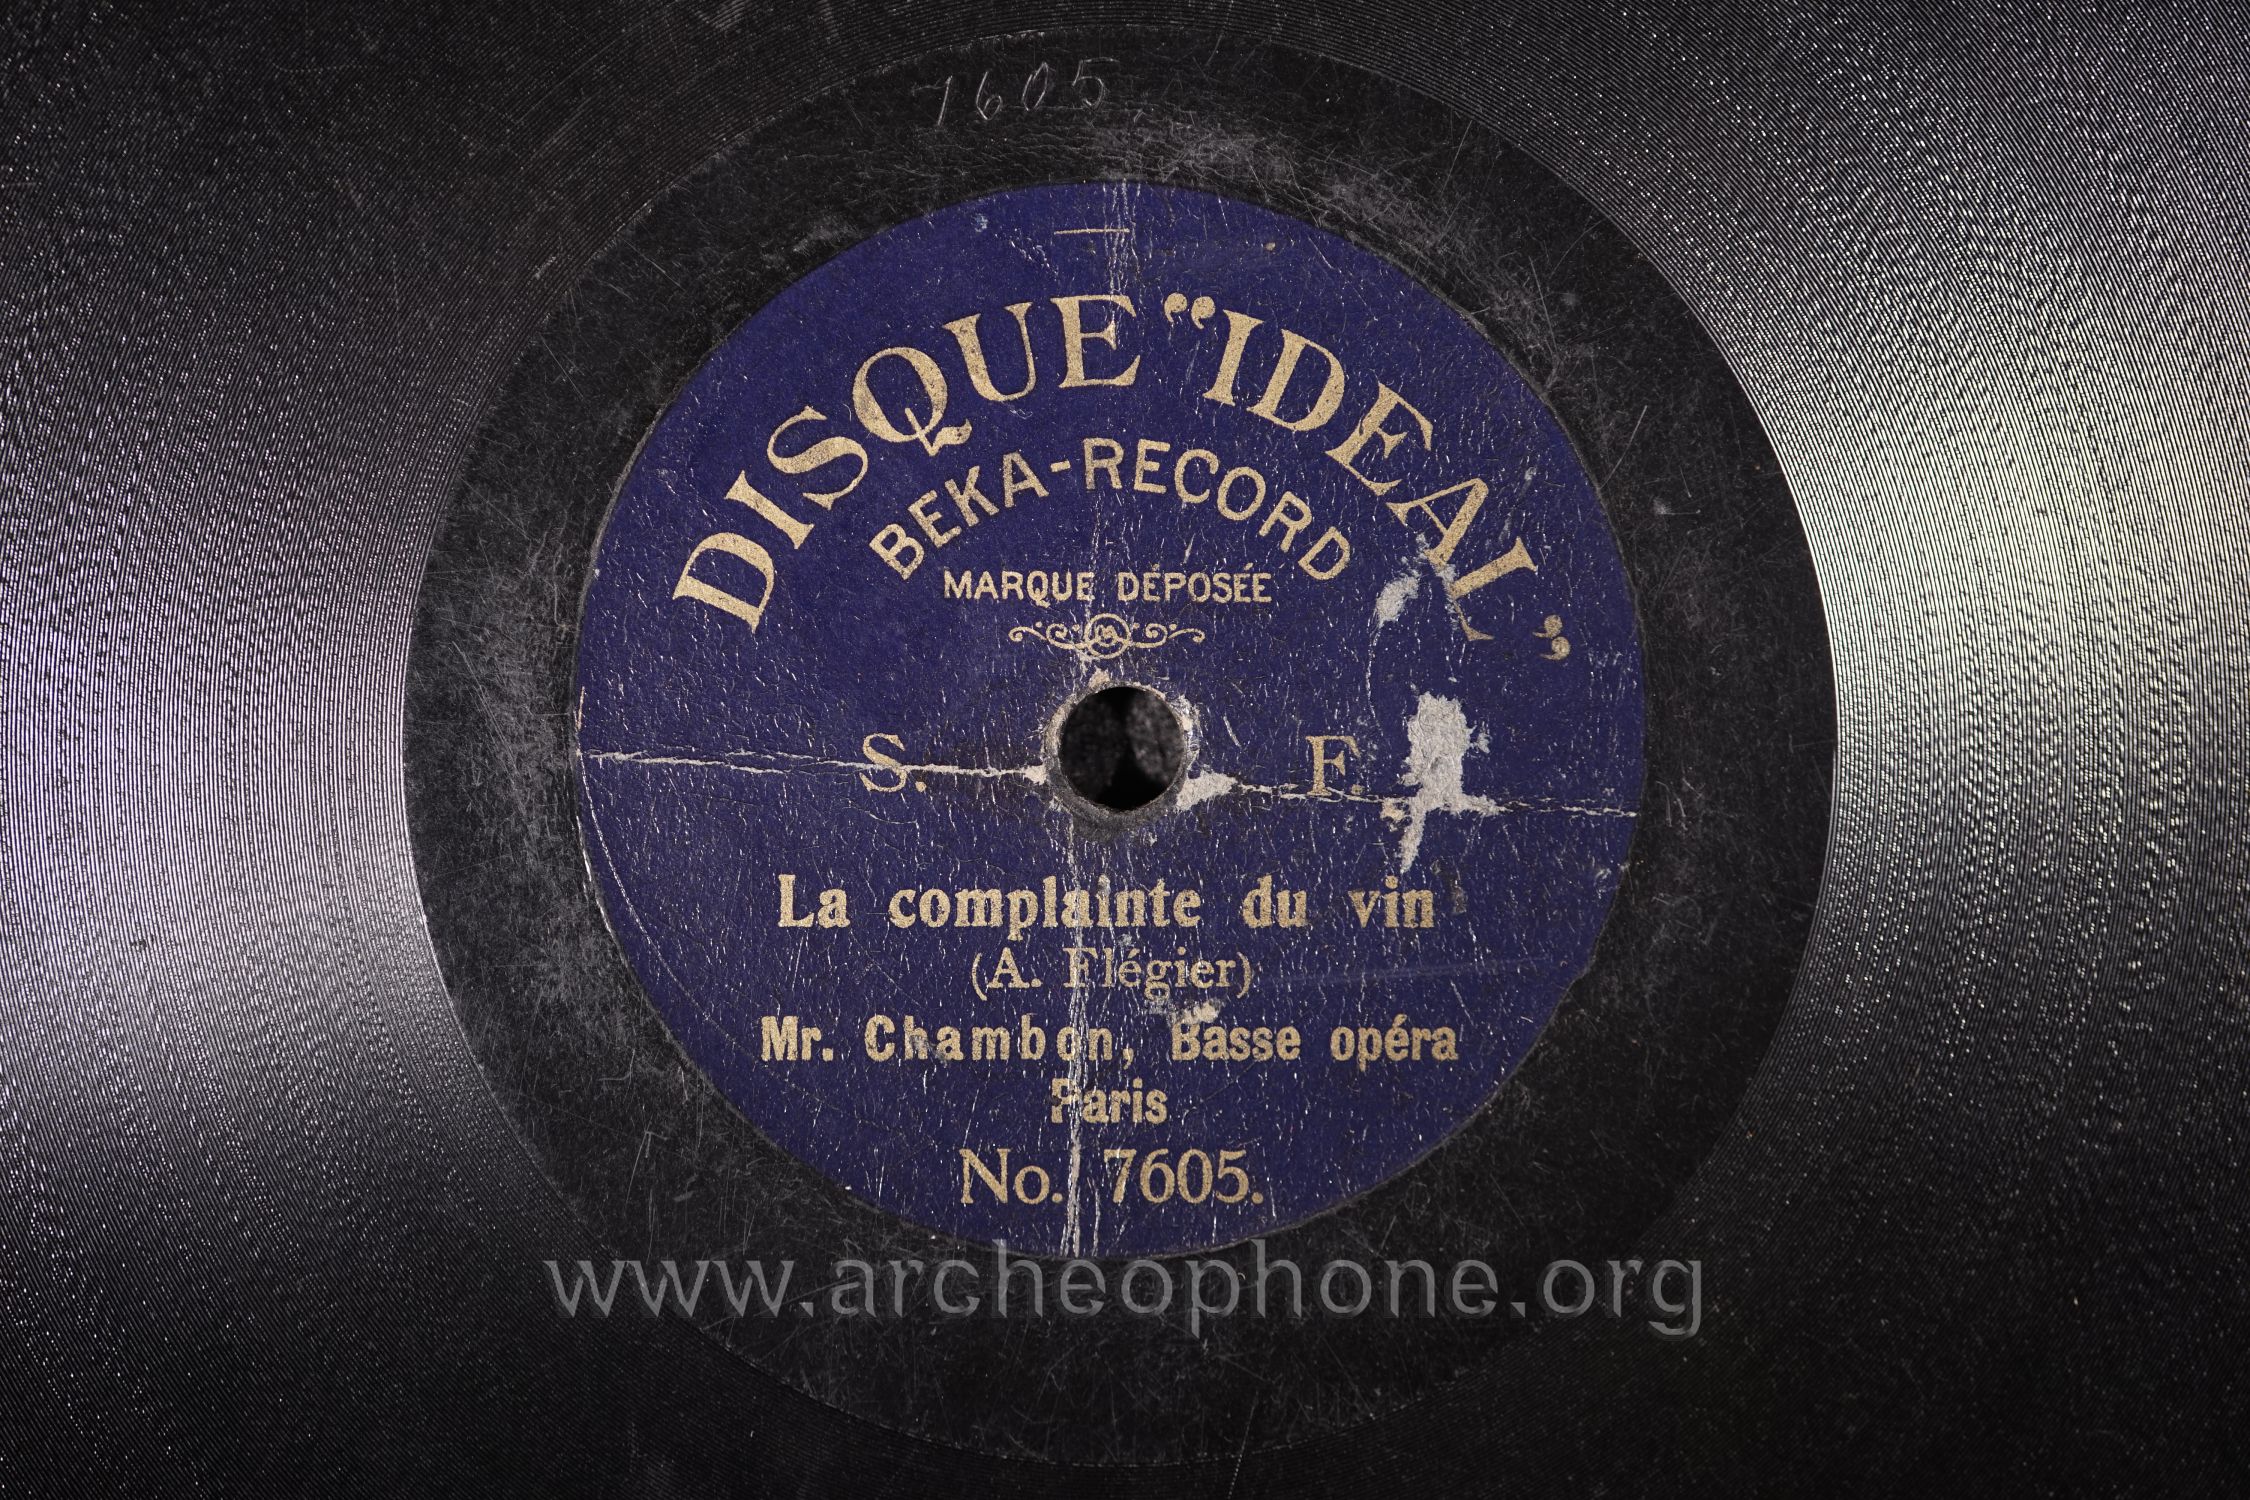 7605
DISQUE "IDEAL"
BEKA-RECORD
MARQUE DÉPOSÉE
S. F.
La complainte du vin
(A. Flégier)
Mr. Chambon, Basse opéra
Paris
No. 7605.
www.archeophone.org